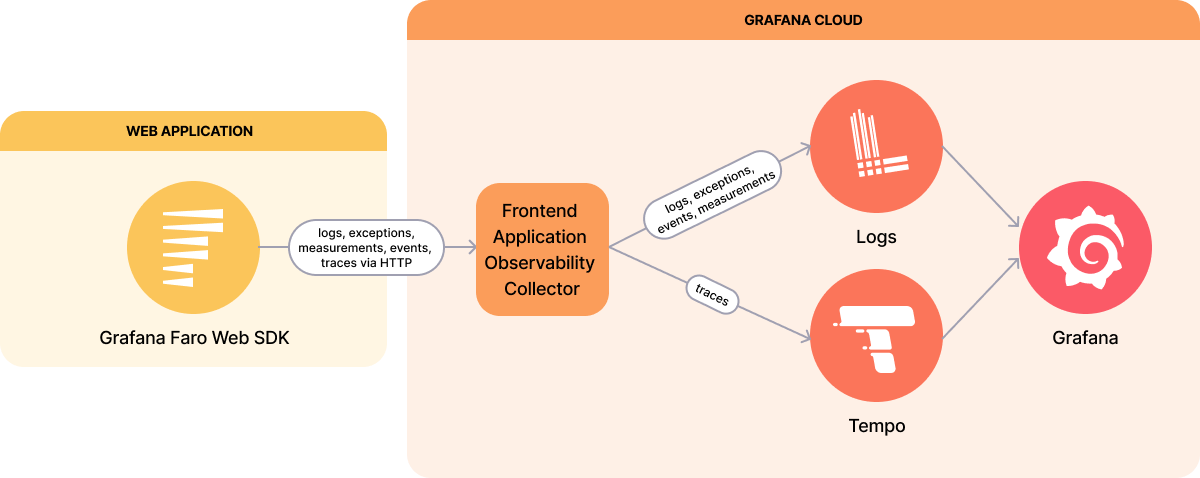 GRAFANA CLOUD
WEB APPLICATION
logs, exceptions,
measurements, events,
traces via HTTP
Grafana Faro Web SDK
Frontend
Application
Observability
Collector
logs, exceptions,
events, measurements
traces
Logs
Tempo
Grafana